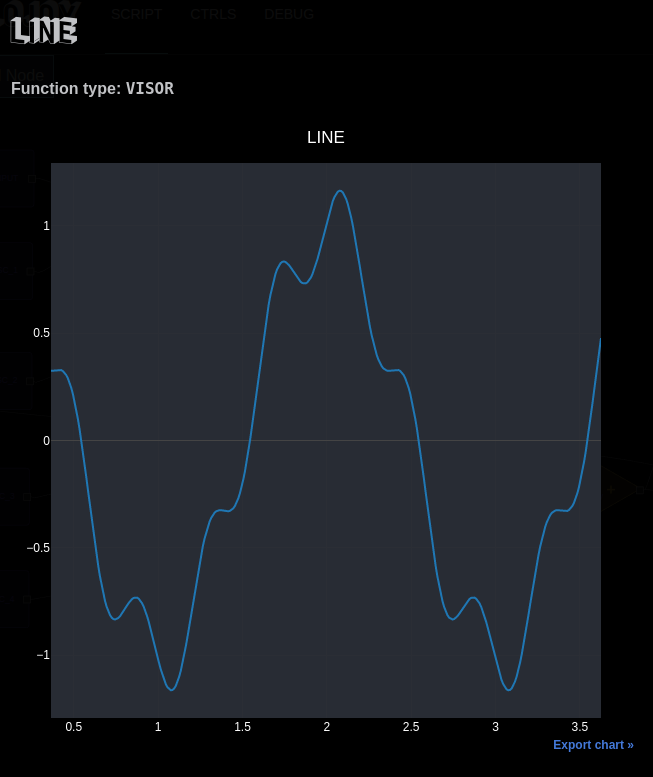 SCRIPT CTRLS DEBUG
LINE
Node
Function type: VISOR
LINE
1
0.5
0
−0.5
−1
0.5 1 1.5 2 2.5 3 3.5
Export chart »